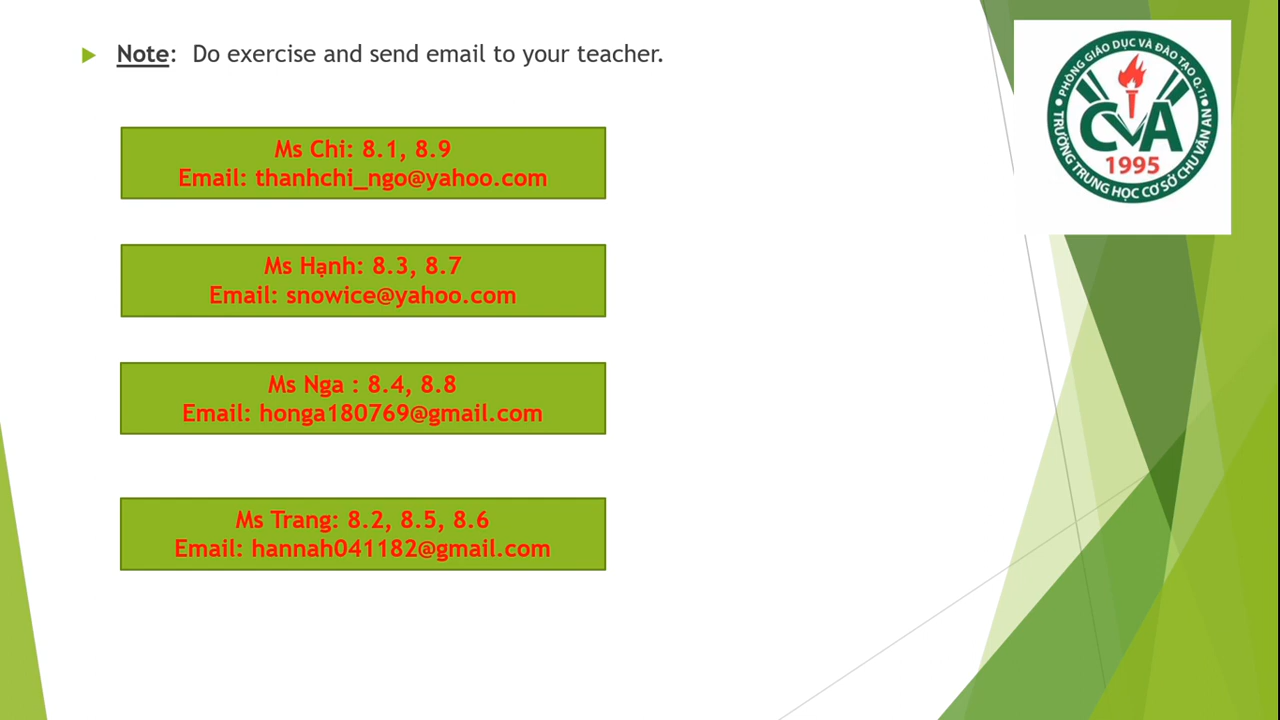 Note: Do exercise and send email to your teacher.
Ms Chi: 8.1, 8.9
Email: thanhchi_ngo@yahoo.com
Ms Hạnh: 8.3, 8.7
Email: snowice@yahoo.com
Ms Nga : 8.4, 8.8
Email: honga180769@gmail.com
Ms Trang: 8.2, 8.5, 8.6
Email: hannah041182@gmail.com
PHÒNG GIÁO DỤC VÀ ĐÀO TẠO Q.11
CVA
1995
TRƯỜNG TRUNG HỌC CƠ SỞ CHU VĂN AN